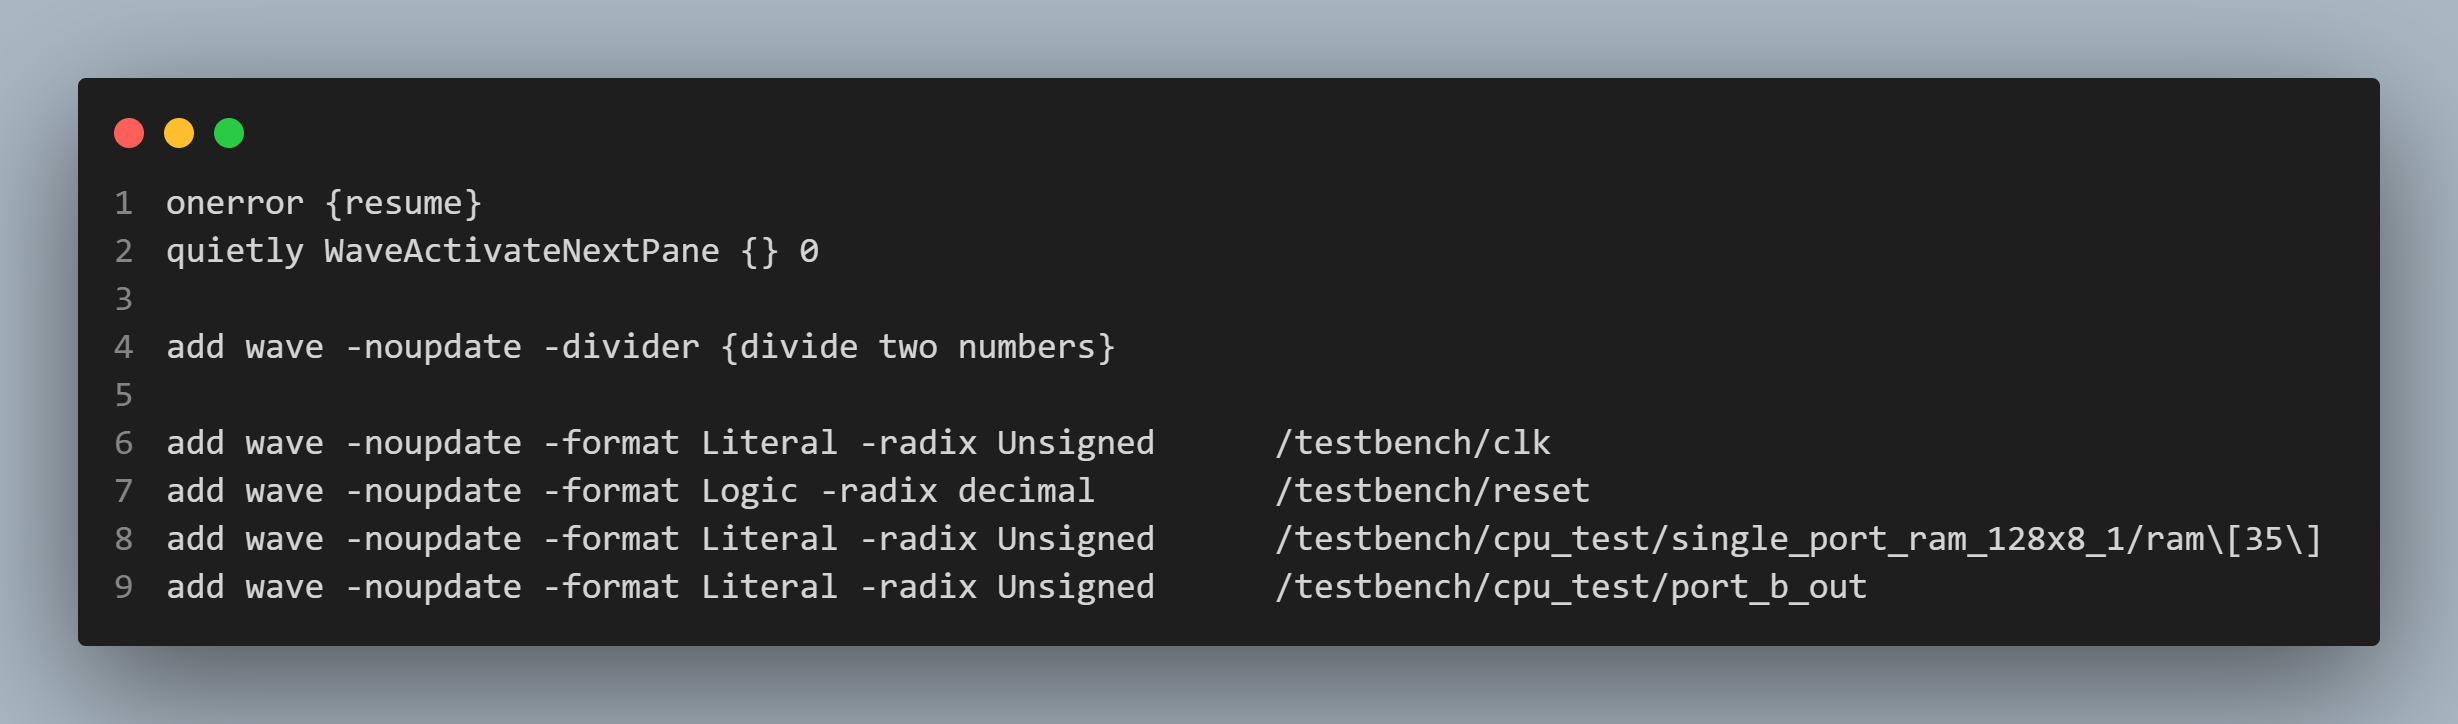 1 onerror {resume}
2 quietly WaveActivateNextPane {} 0
3
4 add wave -noupdate -divider {divide two numbers}
5
6 add wave -noupdate -format Literal -radix Unsigned      /testbench/clk
7 add wave -noupdate -format Logic -radix decimal         /testbench/reset
8 add wave -noupdate -format Literal -radix Unsigned      /testbench/cpu_test/single_port_ram_128x8_1/ram\[35\]
9 add wave -noupdate -format Literal -radix Unsigned      /testbench/cpu_test/port_b_out